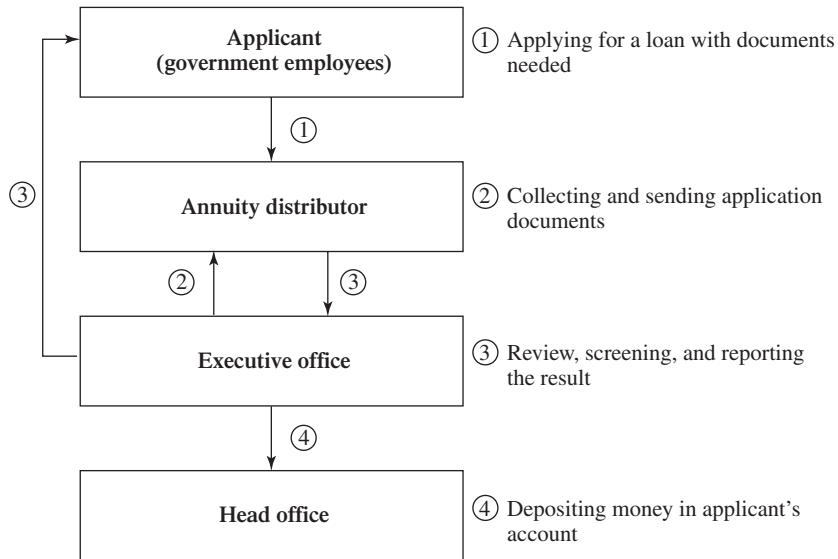 Applicant
(government employees)
① Applying for a loan with documents
needed
①
③
Annuity distributor
② Collecting and sending application
documents
②
③
Executive office
③ Review, screening, and reporting
the result
④
Head office
④ Depositing money in applicant's
account